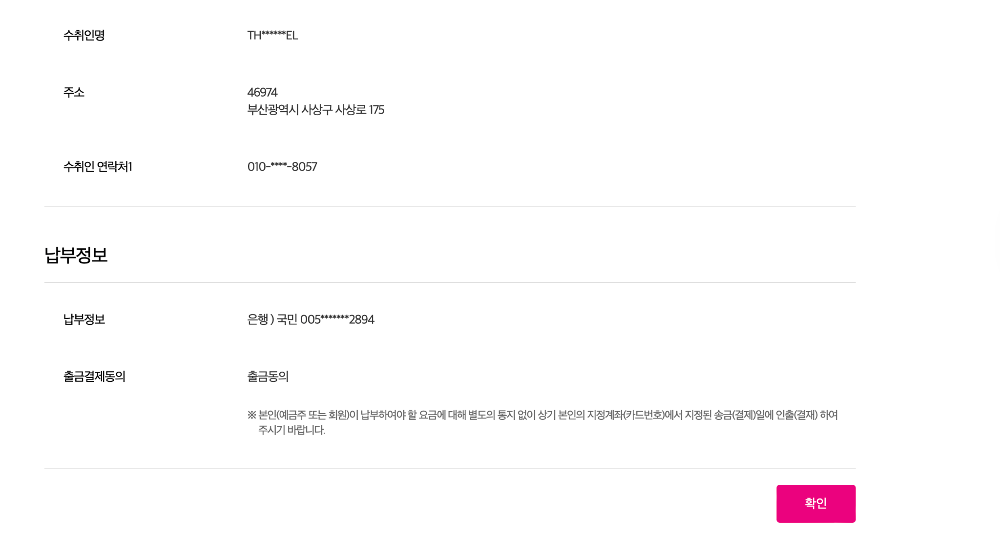 수취인명 TH******EL
주소 46974
부산광역시 사상구 사상로 175
수취인 연락처1 010-****-8057
납부정보
납부정보 은행 ) 국민 005*******2894
출금결제동의 출금동의
※ 본인(예금주 또는 회원)이 납부하여야 할 요금에 대해 별도의 통지 없이 상기 본인의 지정계좌(카드번호)에서 지정된 송금(결제)일에 인출(결재) 하여
주시기 바랍니다.
확인